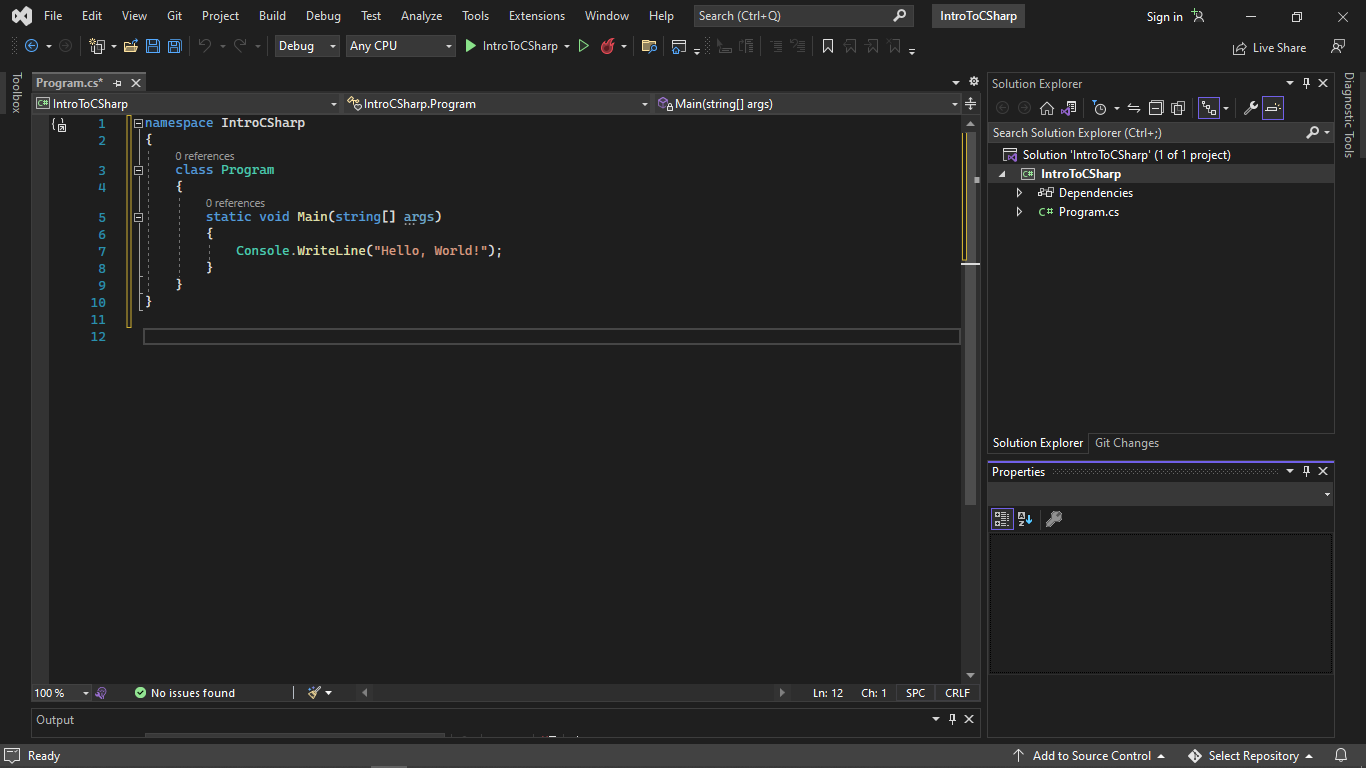 File Edit View Git Project Build Debug Test Analyze Tools Extensions Window Help Search (Ctrl+Q) IntroToCSharp Sign in
Debug Any CPU IntroToCSharp Live Share
Toolbox
Program.cs*
IntroToCSharp IntroCSharp.Program Main(string[] args)
1 namespace IntroCSharp
2 {
0 references
3 class Program
4 {
0 references
5 static void Main(string[] args)
6 {
7 Console.WriteLine("Hello, World!");
8 }
9 }
10 }
11
12
100 % No issues found Ln: 12 Ch: 1 SPC CRLF
Output
Solution Explorer
Search Solution Explorer (Ctrl+;)
Solution 'IntroToCSharp' (1 of 1 project)
C# IntroToCSharp
Dependencies
C# Program.cs
Solution Explorer Git Changes
Properties
Diagnostic Tools
Ready Add to Source Control Select Repository